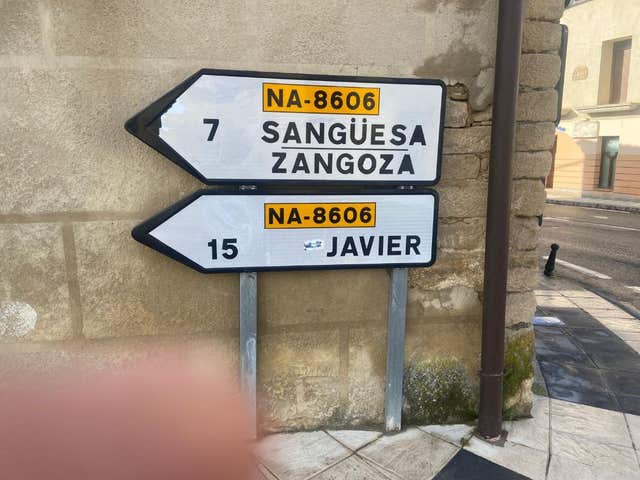 NA-8606
7 SANGÜESA
ZANGOZA
NA-8606
15 JAVIER